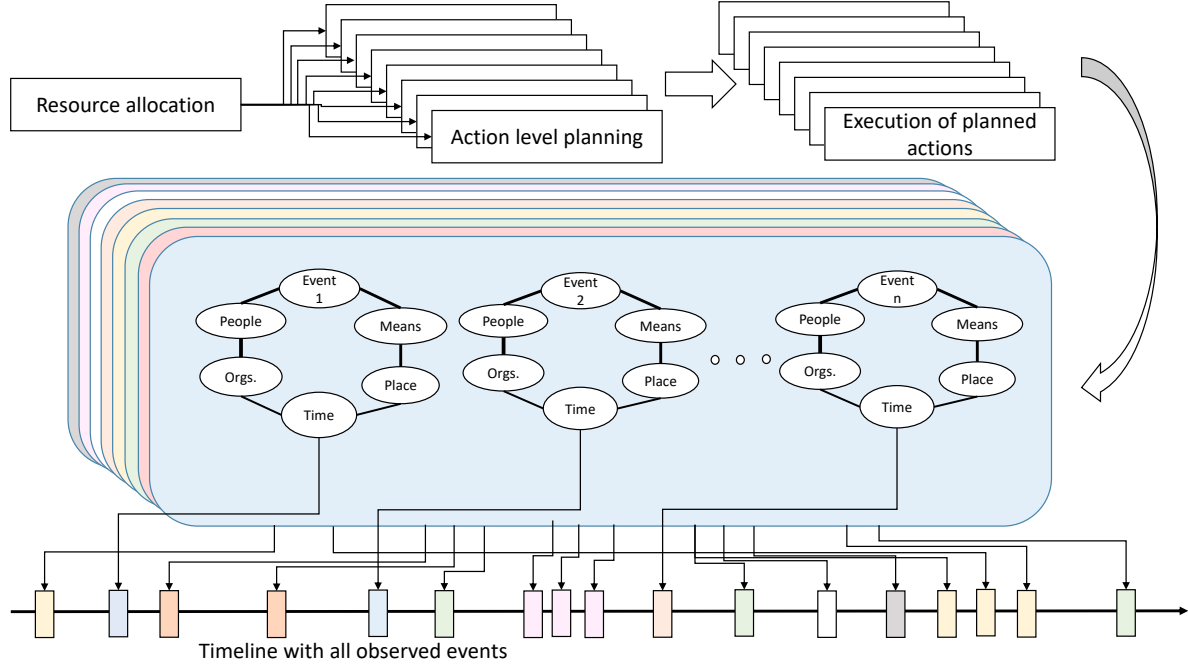 Resource allocation
Action level planning
Execution of planned
actions
Event
1
People
Means
Orgs.
Place
Time
Event
2
People
Means
Orgs.
Place
Time
Event
n
People
Means
Orgs.
Place
Time
Timeline with all observed events